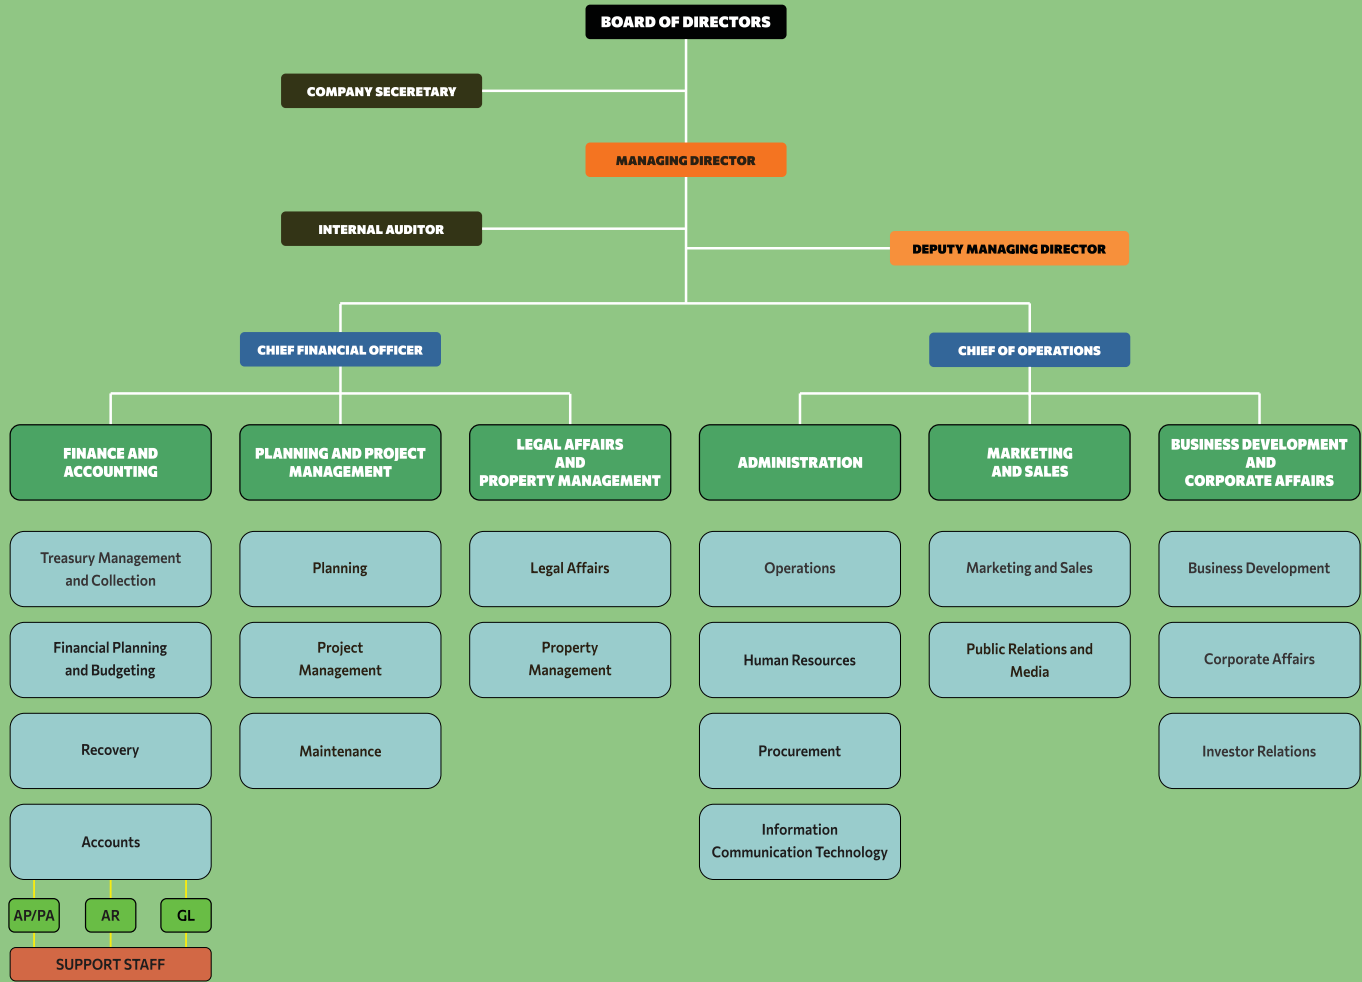 BOARD OF DIRECTORS
COMPANY SECERETARY
MANAGING DIRECTOR
INTERNAL AUDITOR
DEPUTY MANAGING DIRECTOR
CHIEF FINANCIAL OFFICER
CHIEF OF OPERATIONS
FINANCE AND
ACCOUNTING
PLANNING AND PROJECT
MANAGEMENT
LEGAL AFFAIRS
AND
PROPERTY MANAGEMENT
ADMINISTRATION
MARKETING
AND SALES
BUSINESS DEVELOPMENT
AND
CORPORATE AFFAIRS
Treasury Management
and Collection
Planning
Legal Affairs
Operations
Marketing and Sales
Business Development
Financial Planning
and Budgeting
Project
Management
Property
Management
Human Resources
Public Relations and
Media
Corporate Affairs
Recovery
Maintenance
Procurement
Investor Relations
Accounts
Information
Communication Technology
AP/PA
AR
GL
SUPPORT STAFF